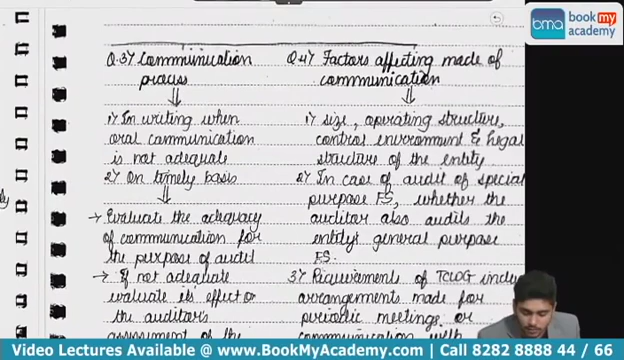 bma book my academy
Q.3) Communication
process
1) In writing when
oral communication
is not adequate
2) On timely basis
→ Evaluate the adequacy
of communication for
the purpose of audit
→ If not adequate
evaluate its effect on
the auditors
assessment of the
Q.4) Factors affecting mode of
communication
1) Size, operating structure,
control environment & legal
structure of the entity
2) In case of audit of special
purpose FS, whether the
auditor also audits the
entity's general purpose
FS.
3) Requirements of TCWG
arrangements made for
periodic meetings or
communication with
Video Lectures Available @ www.BookMyAcademy.com | Call 8282 8888 44 / 66